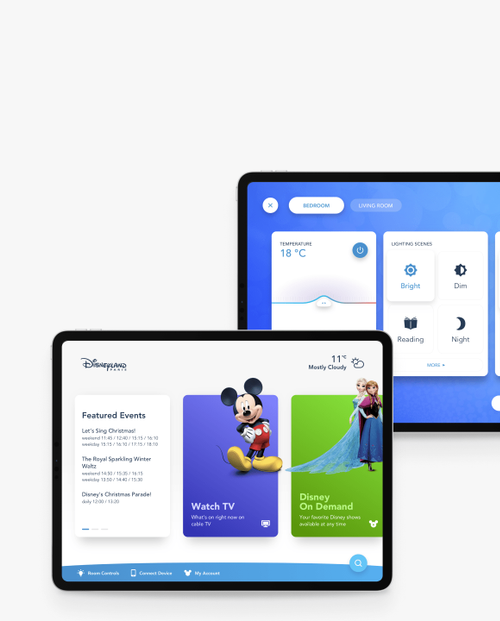 BEDROOM
LIVING ROOM
TEMPERATURE
18 °C
LIGHTING SCENES
Bright
Dim
Reading
Night
MORE
DISNEYLAND
PARIS
11°C
Mostly Cloudy
Featured Events
Let's Sing Christmas!
weekend 11:45 / 12:40 / 15:15 / 16:10
weekday 15:15 / 16:10 / 17:15 / 18:10
The Royal Sparkling Winter
Waltz
weekend 14:30 / 15:35 / 16:15
weekday 13:50 / 14:40 / 15:30
Disney's Christmas Parade!
daily 12:00 / 13:20
Watch TV
What's on right now on
cable TV
Disney
On Demand
Your favorite Disney shows
available at any time.
Room Controls
Connect Device
My Account